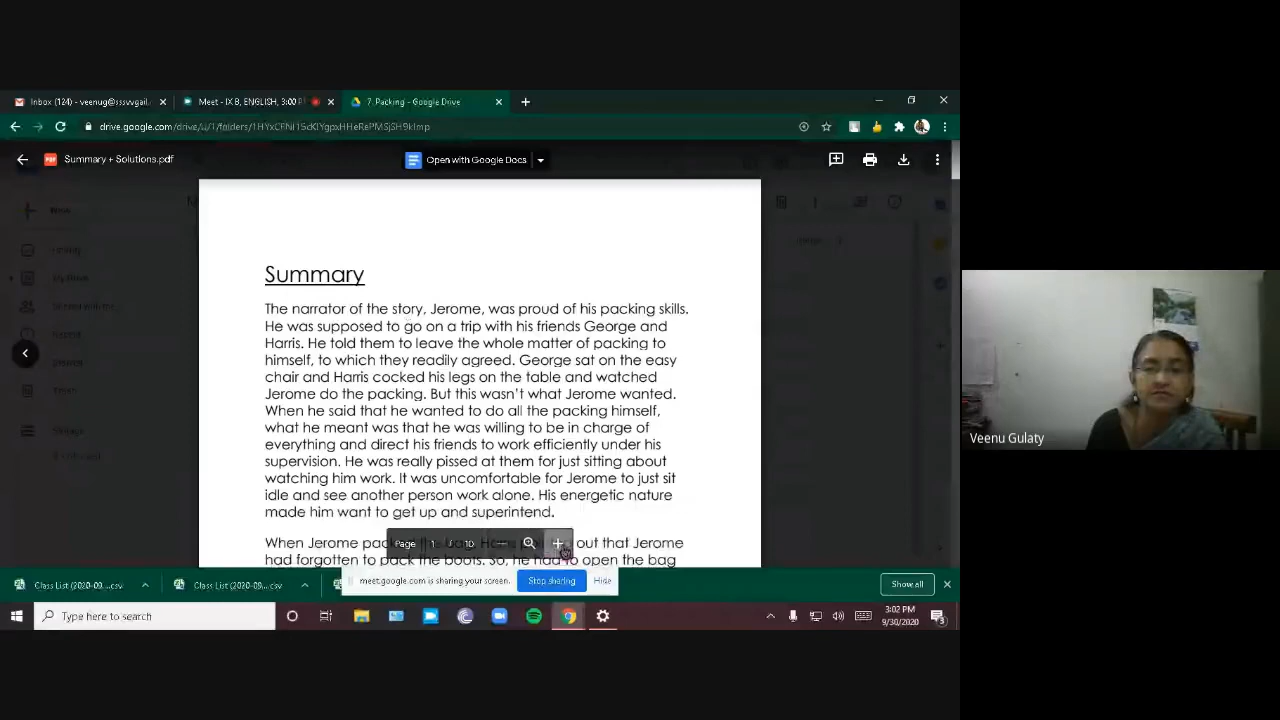 Inbox (124) - veenug@sssvvgail.
Meet - IX B, ENGLISH, 3:00
7. Packing - Google Drive
Summary + Solutions.pdf
Open with Google Docs
New
Summary
The narrator of the story, Jerome, was proud of his packing skills.
He was supposed to go on a trip with his friends George and
Harris. He told them to leave the whole matter of packing to
himself, to which they readily agreed. George sat on the easy
chair and Harris cocked his legs on the table and watched
Jerome do the packing. But this wasn't what Jerome wanted.
When he said that he wanted to do all the packing himself,
what he meant was that he was willing to be in charge of
everything and direct his friends to work efficiently under his
supervision. He was really pissed at them for just sitting about
watching him work. It was uncomfortable for Jerome to just sit
idle and see another person work alone. His energetic nature
made him want to get up and superintend.
When Jerome out that Jerome
Page 1 / 10
had forgotten to pack the boots. So, he had to open the bag
Veenu Gulaty
Class List (2020-09....csv
Class List (2020-09....csv
meet.google.com is sharing your screen.
Stop sharing
Hide
Show all
Type here to search
3:02 PM
9/30/2020